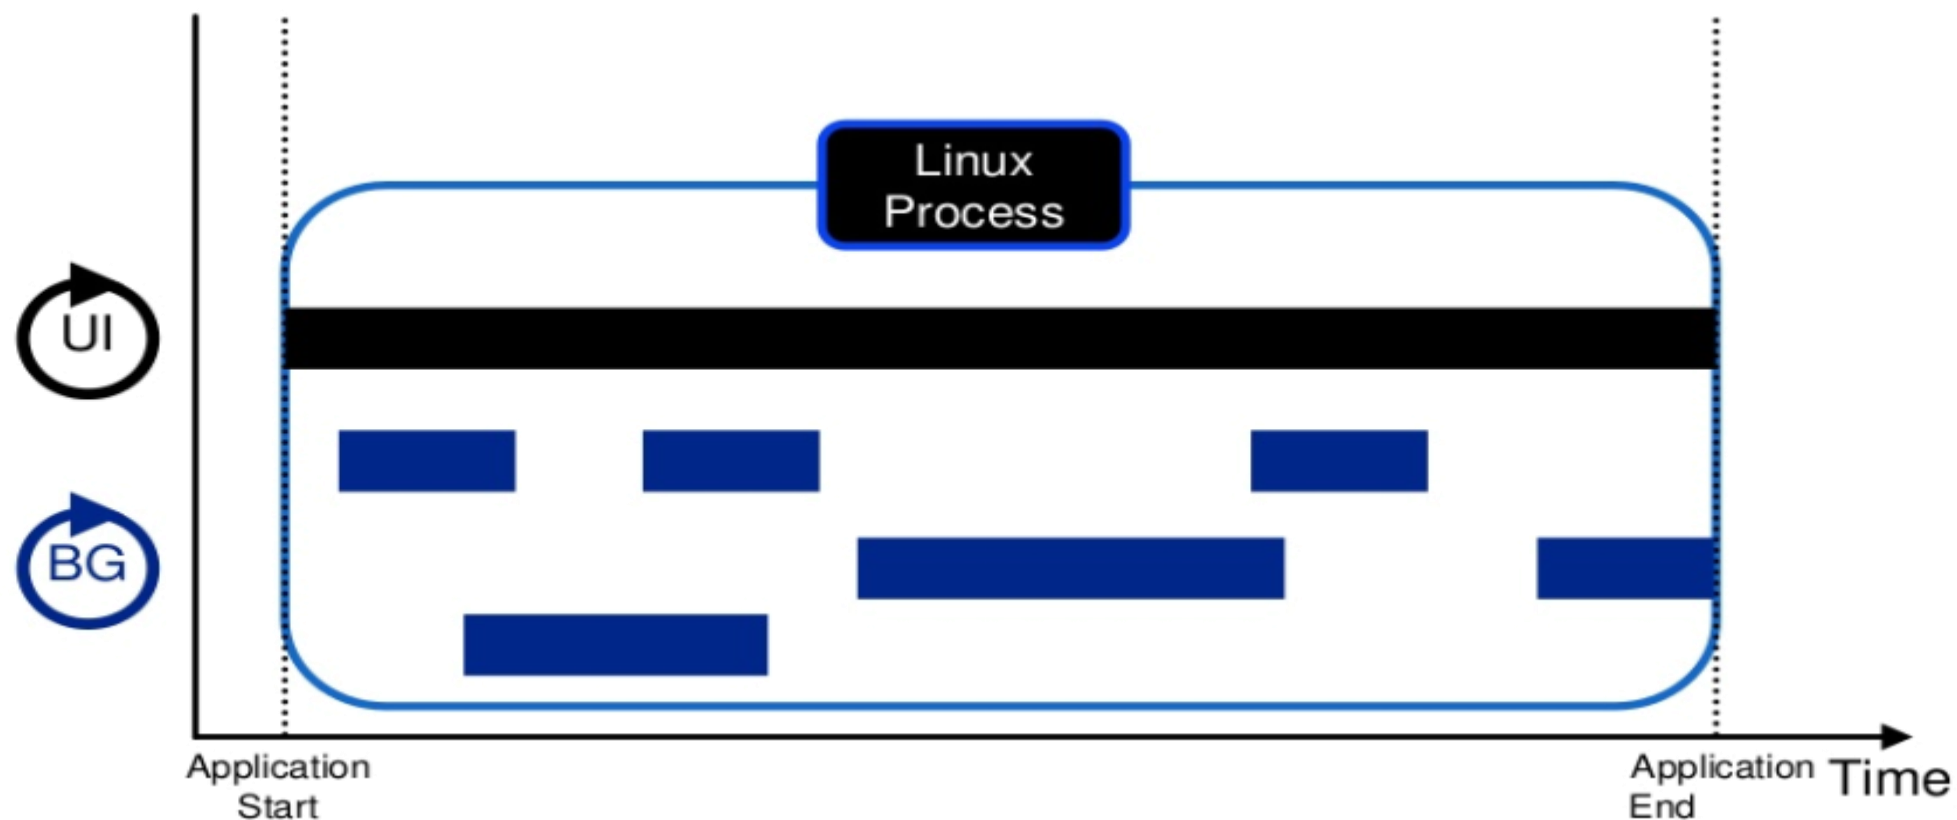 Linux
Process
UI
BG
Application
Start
Application
End
Time